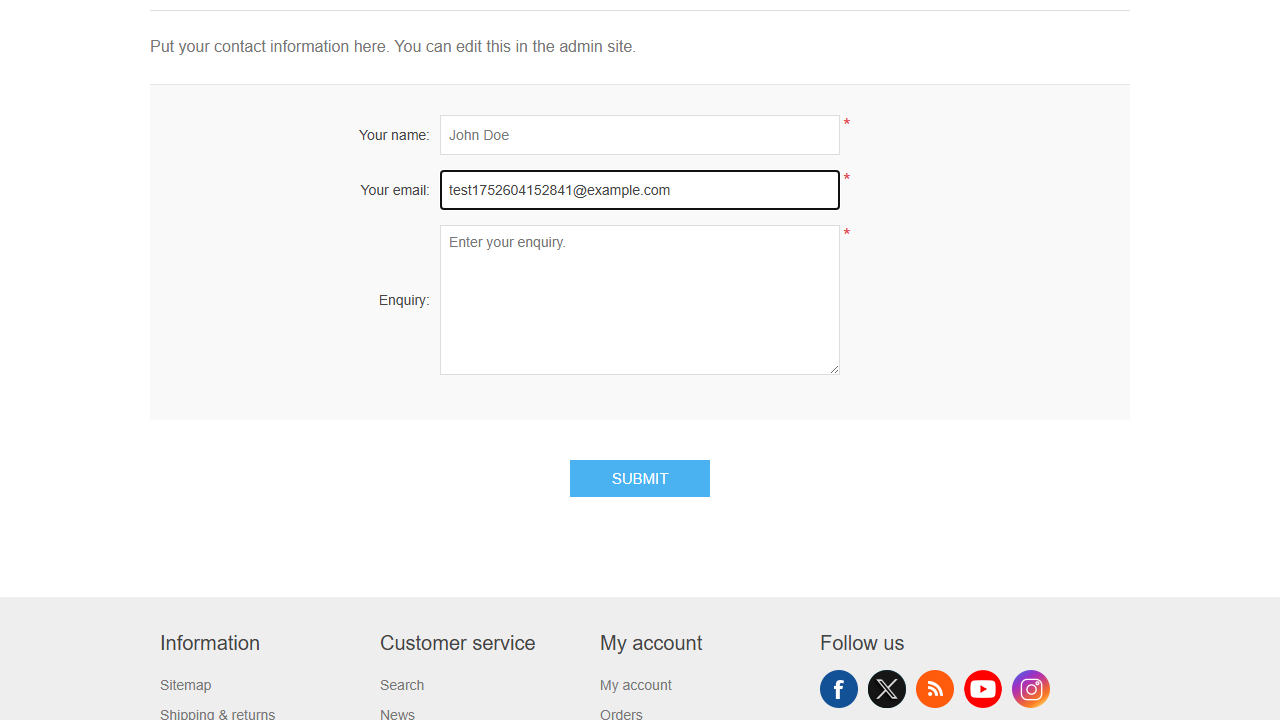 Put your contact information here. You can edit this in the admin site.
Your name: John Doe *
Your email: test1752604152841@example.com *
Enter your enquiry. *
Enquiry:
SUBMIT
Information Customer service My account Follow us
Sitemap Search My account
Shipping & returns News Orders